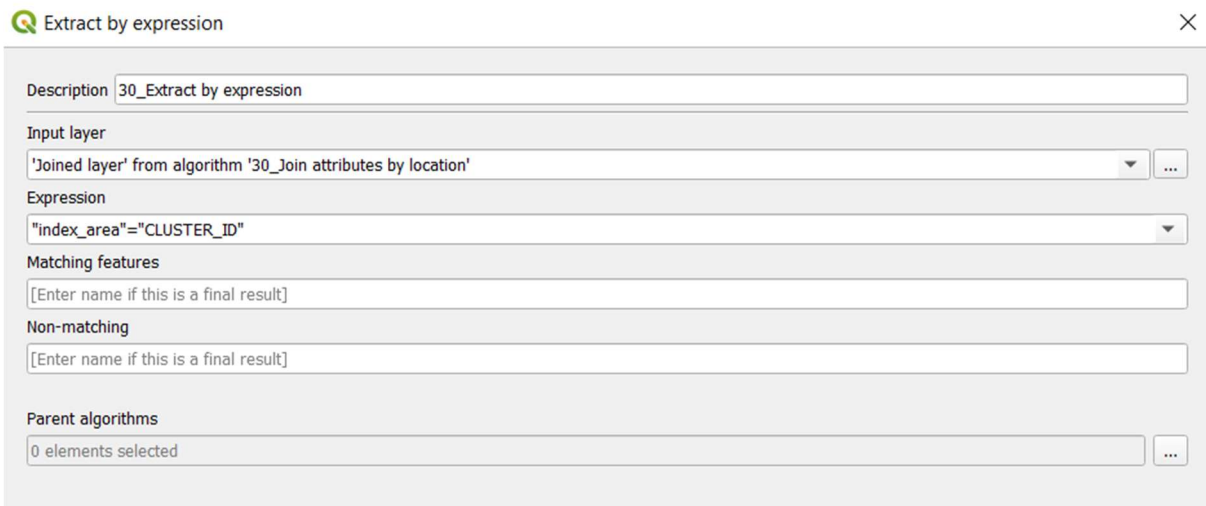 Extract by expression
Description 30_Extract by expression
Input layer
'Joined layer' from algorithm '30_Join attributes by location'
...
Expression
"index_area"="CLUSTER_ID"
Matching features
[Enter name if this is a final result]
Non-matching
[Enter name if this is a final result]
Parent algorithms
0 elements selected
...